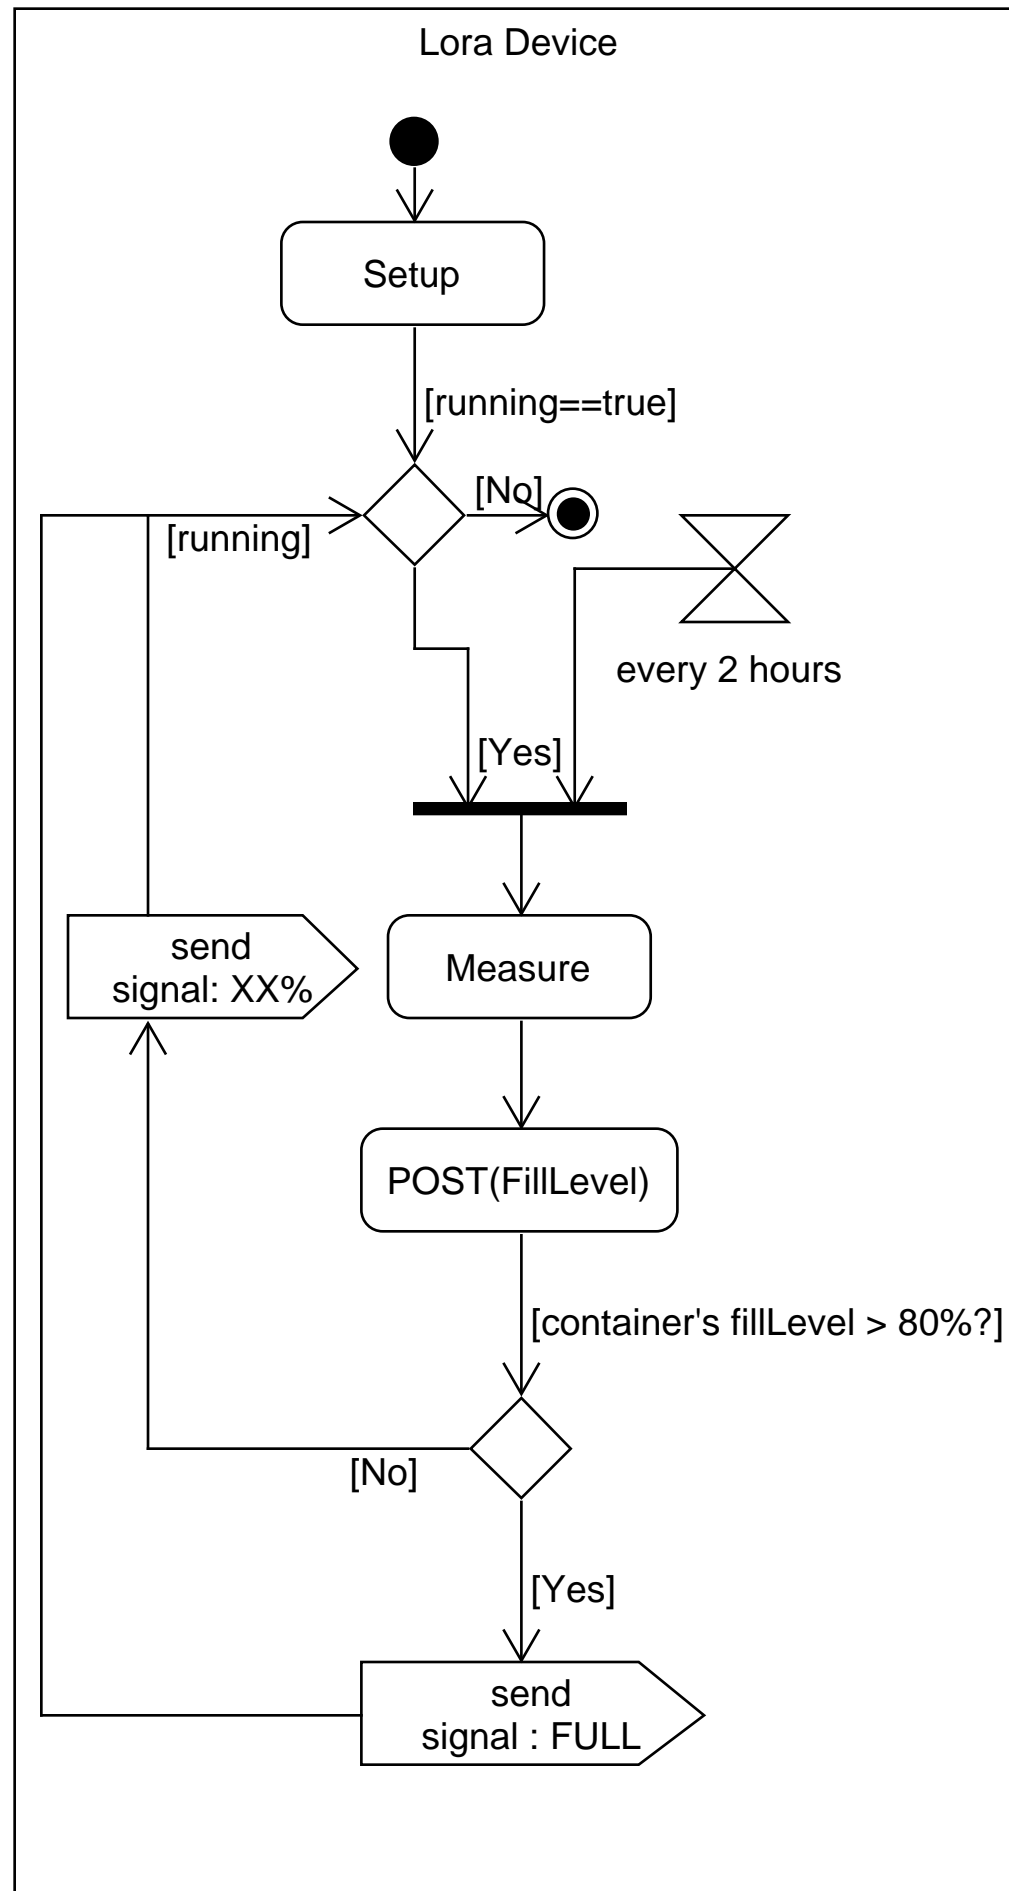 Lora Device
Setup
[running==true]
[No]
[running]
every 2 hours
[Yes]
send
signal: XX%
Measure
POST(FillLevel)
[container's fillLevel > 80%?]
[No]
[Yes]
send
signal : FULL